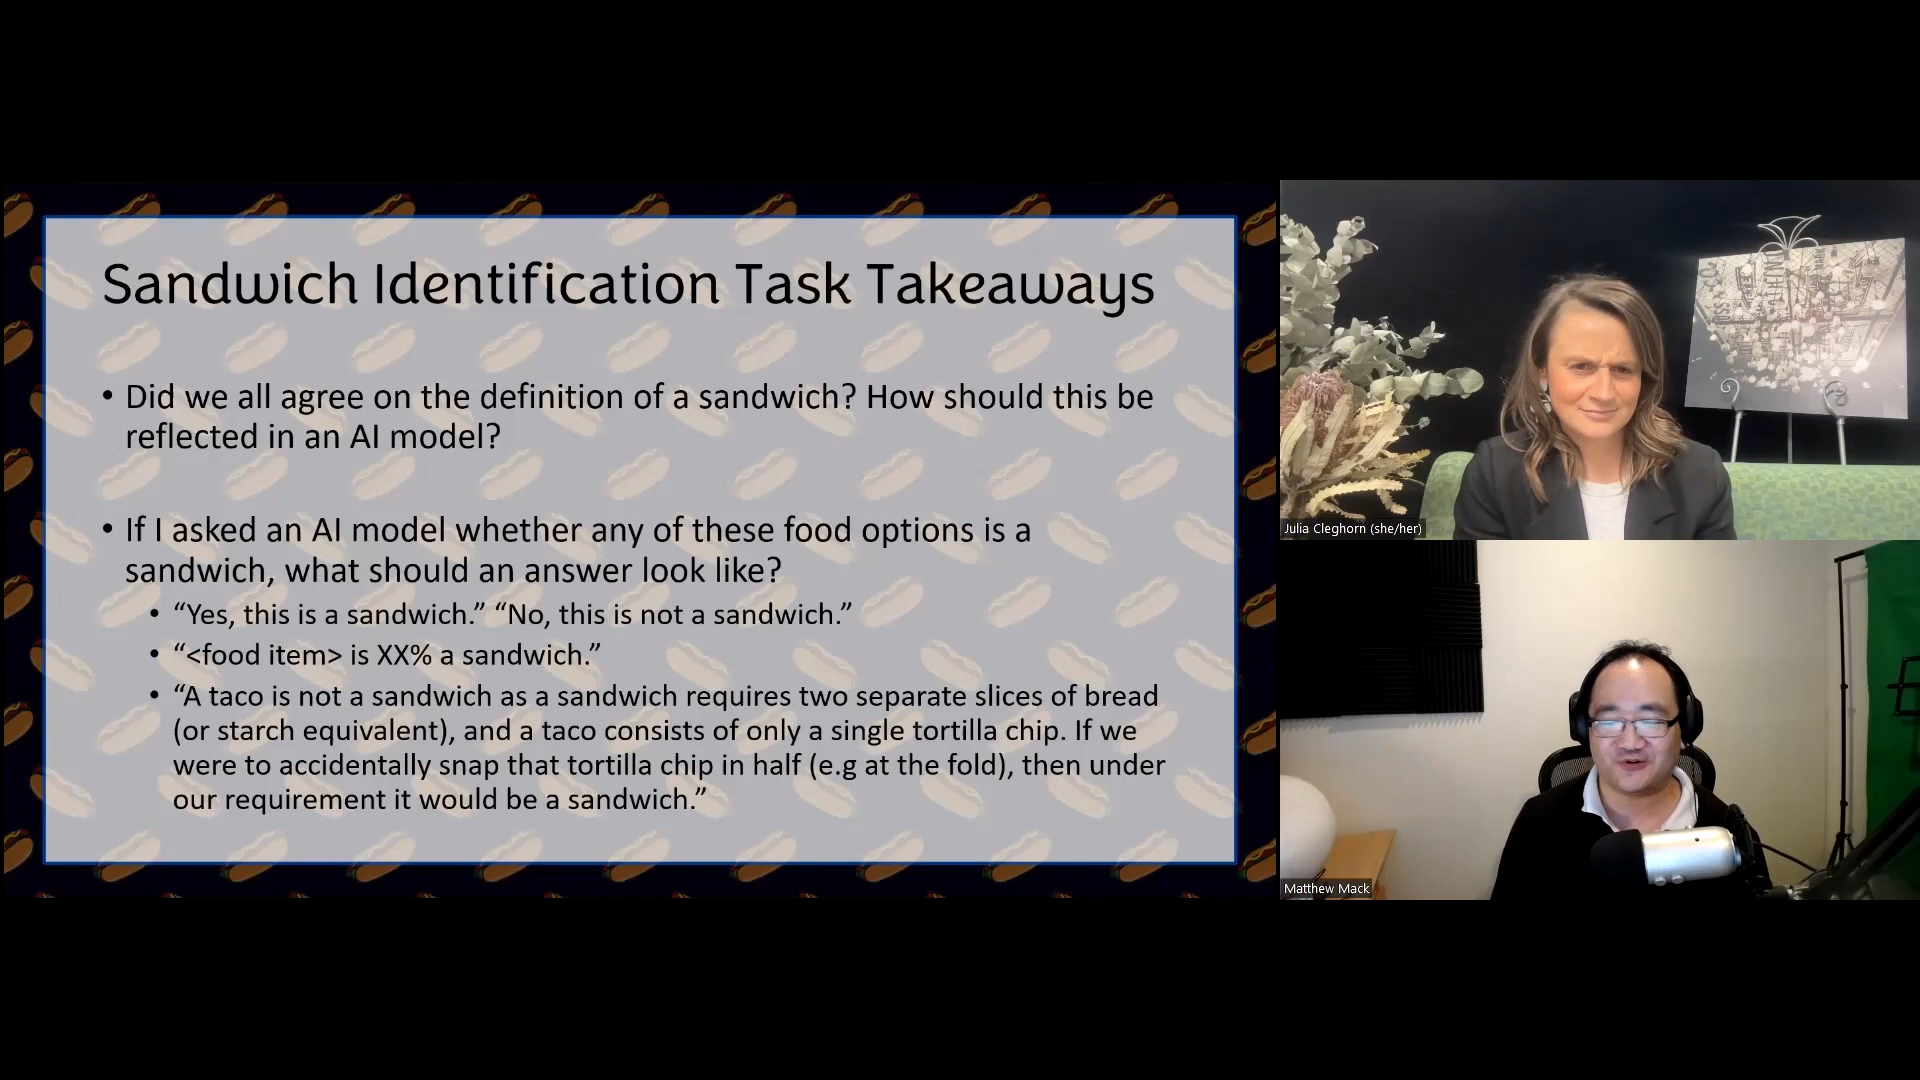 Sandwich Identification Task Takeaways
• Did we all agree on the definition of a sandwich? How should this be
reflected in an AI model?
• If I asked an AI model whether any of these food options is a
sandwich, what should an answer look like?
• “Yes, this is a sandwich.” “No, this is not a sandwich.”
• “<food item> is XX% a sandwich.”
• “A taco is not a sandwich as a sandwich requires two separate slices of bread
(or starch equivalent), and a taco consists of only a single tortilla chip. If we
were to accidentally snap that tortilla chip in half (e.g at the fold), then under
our requirement it would be a sandwich.”
Julia Cleghorn (she/her)
Matthew Mack